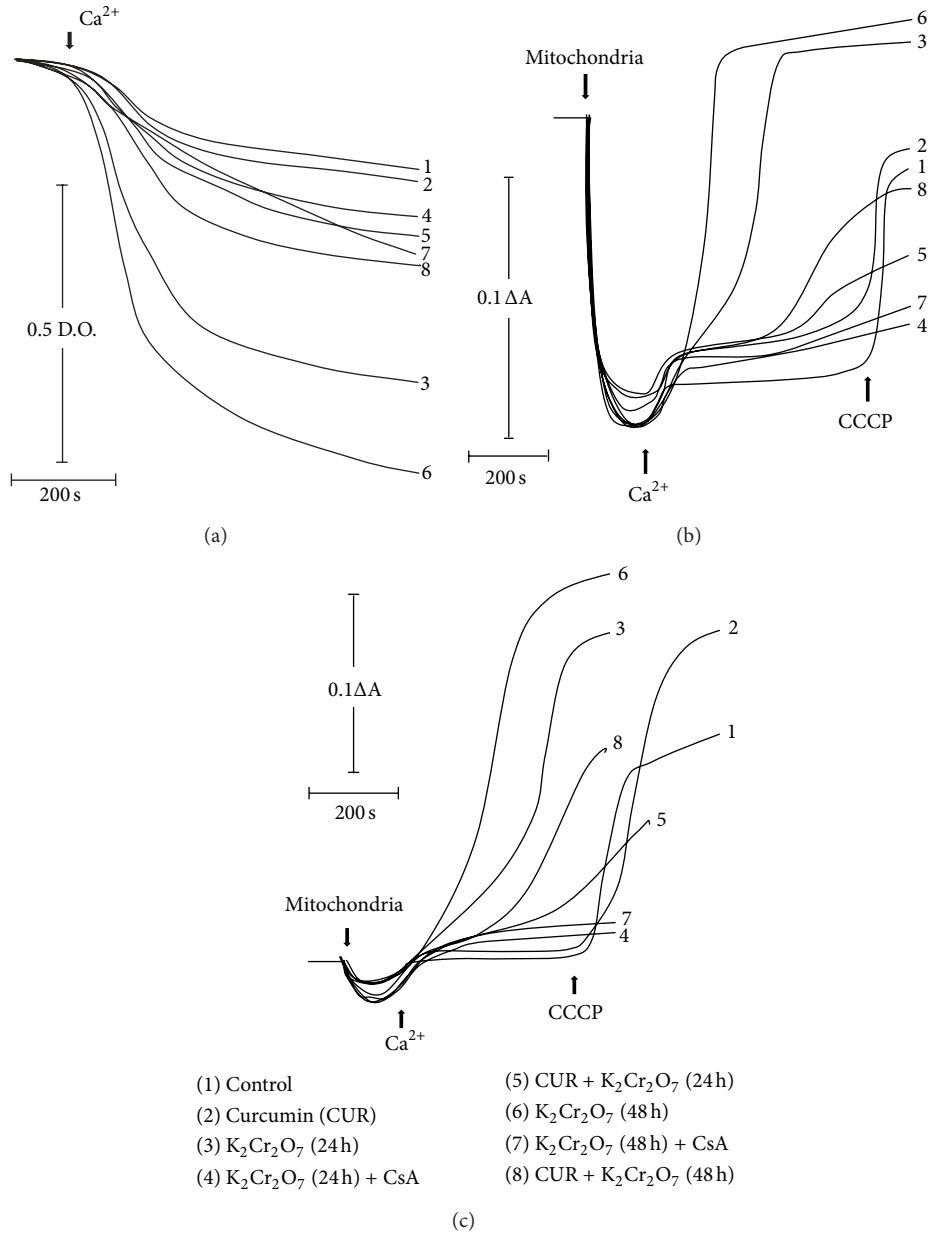 Ca²⁺
1
2
4
5
7
8
3
6
0.5 D.O.
200 s
(a)
Mitochondria
6
3
2
1
8
5
7
4
0.1 ΔA
CCCP
200 s
Ca²⁺
(b)
6
3
2
8
1
5
7
4
0.1ΔA
200 s
Mitochondria
CCCP
Ca²⁺
(1) Control
(2) Curcumin (CUR)
(3) K₂Cr₂O₇ (24 h)
(4) K₂Cr₂O₇ (24 h) + CsA
(5) CUR + K₂Cr₂O₇ (24 h)
(6) K₂Cr₂O₇ (48 h)
(7) K₂Cr₂O₇ (48 h) + CsA
(8) CUR + K₂Cr₂O₇ (48 h)
(c)